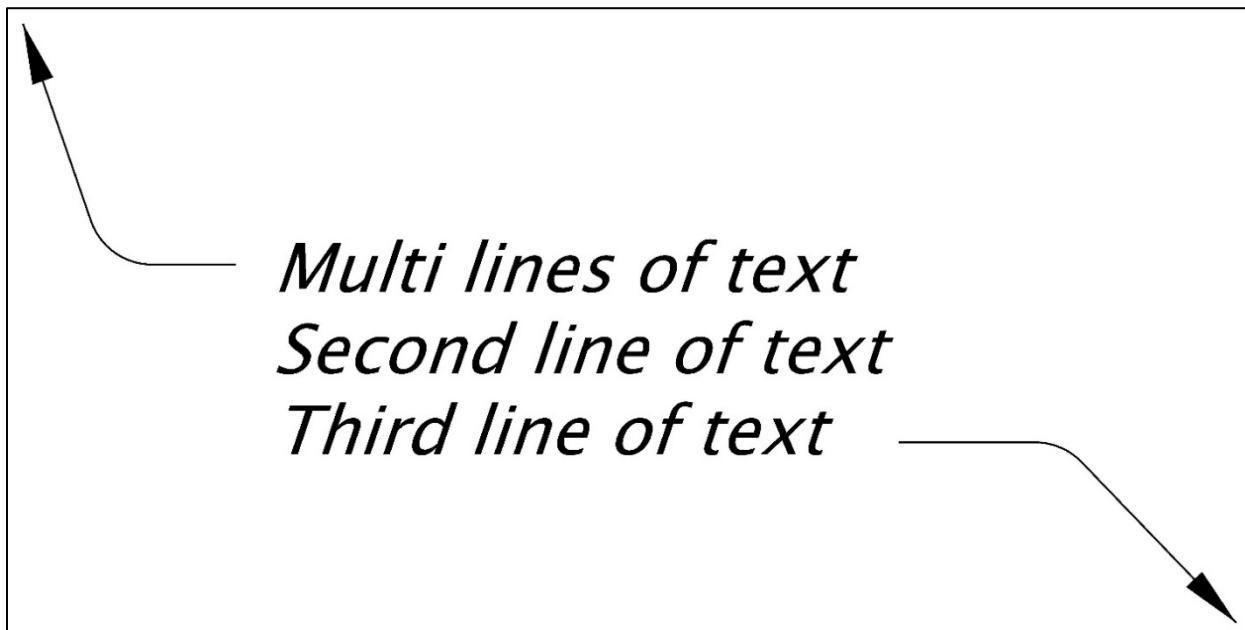 Multi lines of text
Second line of text
Third line of text